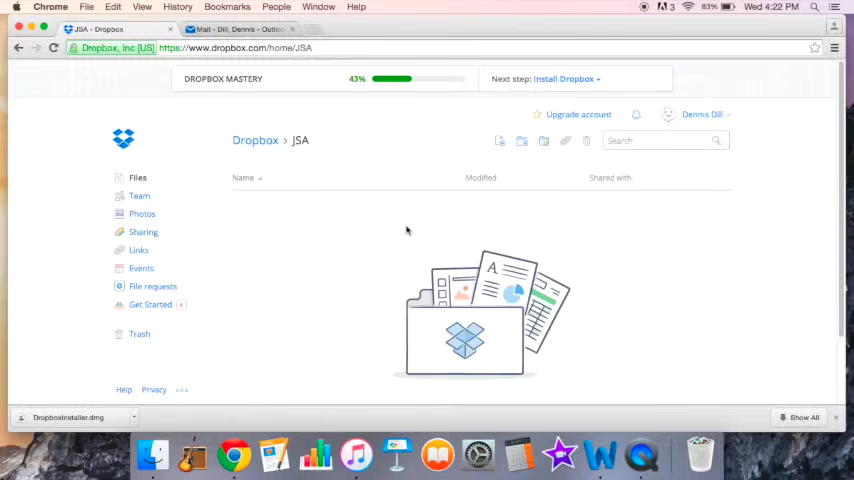 Chrome File Edit View History Bookmarks People Window Help
3 83% Wed 4:22 PM
JSA - Dropbox
Mail - Dill, Dennis - Outlo
Dropbox, Inc [US] https://www.dropbox.com/home/JSA
DROPBOX MASTERY 43% Next step: Install Dropbox
Upgrade account Dennis Dill
Dropbox › JSA Search
Name Modified Shared with
Files
Team
Photos
Sharing
Links
Events
File requests
Get Started 4
Trash
A
Help Privacy
DropboxInstaller.dmg Show All